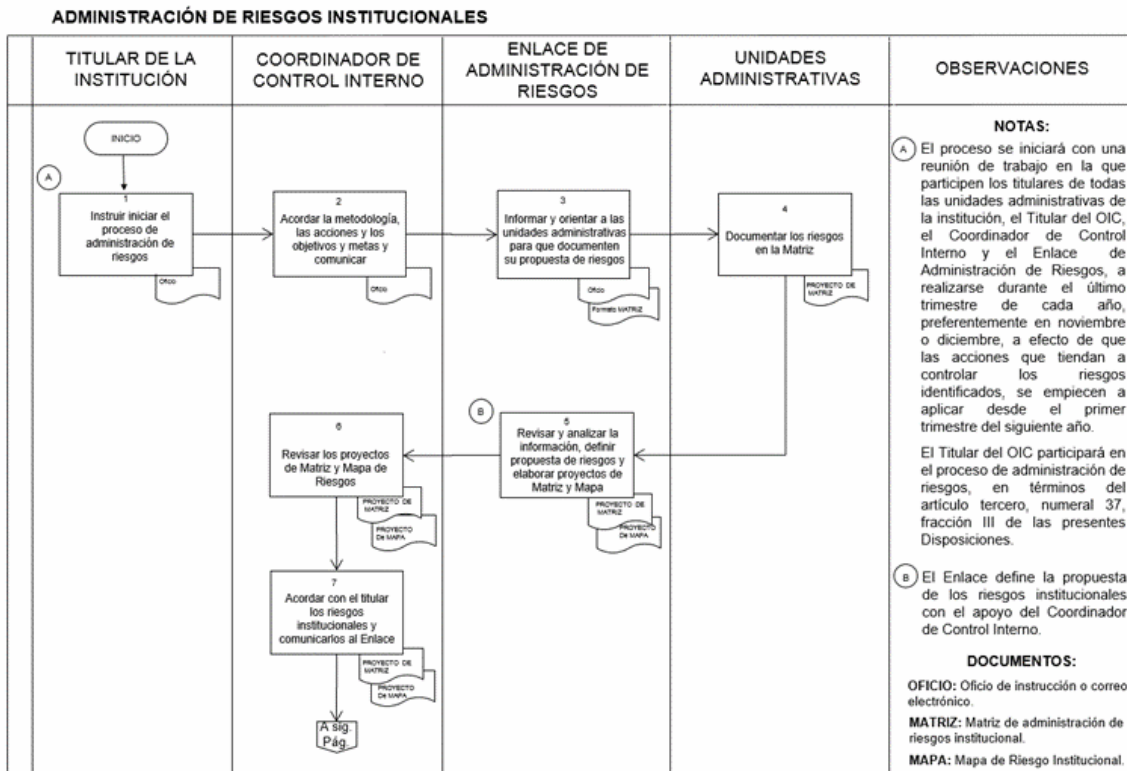 ADMINISTRACIÓN DE RIESGOS INSTITUCIONALES
TITULAR DE LA
INSTITUCIÓN
COORDINADOR DE
CONTROL INTERNO
ENLACE DE
ADMINISTRACIÓN DE
RIESGOS
UNIDADES
ADMINISTRATIVAS
OBSERVACIONES
INICIO
A
1
Instruir iniciar el
proceso de
administración de
riesgos
Oficio
2
Acordar la metodología,
las acciones y los
objetivos y metas y
comunicar
Oficio
3
Informar y orientar a las
unidades administrativas
para que documenten
su propuesta de riesgos
Oficio
Formato MATRIZ
4
Documentar los riesgos
en la Matriz
PROYECTO DE
MATRIZ
B
5
Revisar y analizar la
información, definir
propuesta de riesgos y
elaborar proyectos de
Matriz y Mapa
PROYECTO DE
MATRIZ
PROYECTO
De MAPA
6
Revisar los proyectos
de Matriz y Mapa de
Riesgos
PROYECTO DE
MATRIZ
PROYECTO
De MAPA
7
Acordar con el titular
los riesgos
institucionales y
comunicarlos al Enlace
PROYECTO DE
MATRIZ
PROYECTO
De MAPA
A sig.
Pág.
NOTAS:
A El proceso se iniciará con una
reunión de trabajo en la que
participen los titulares de todas
las unidades administrativas de
la institución, el Titular del OIC,
el Coordinador de Control
Interno y el Enlace de
Administración de Riesgos, a
realizarse durante el último
trimestre de cada año,
preferentemente en noviembre
o diciembre, a efecto de que
las acciones que tiendan a
controlar los riesgos
identificados, se empiecen a
aplicar desde el primer
trimestre del siguiente año.
El Titular del OIC participará en
el proceso de administración de
riesgos, en términos del
artículo tercero, numeral 37,
fracción III de las presentes
Disposiciones.
B El Enlace define la propuesta
de los riesgos institucionales
con el apoyo del Coordinador
de Control Interno.
DOCUMENTOS:
OFICIO: Oficio de instrucción o correo
electrónico.
MATRIZ: Matriz de administración de
riesgos institucional.
MAPA: Mapa de Riesgo Institucional.